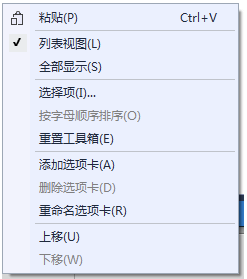 粘贴(P) Ctrl+V
列表视图(L)
全部显示(S)
选择项(I)...
按字母顺序排序(O)
重置工具箱(E)
添加选项卡(A)
删除选项卡(D)
重命名选项卡(R)
上移(U)
下移(W)